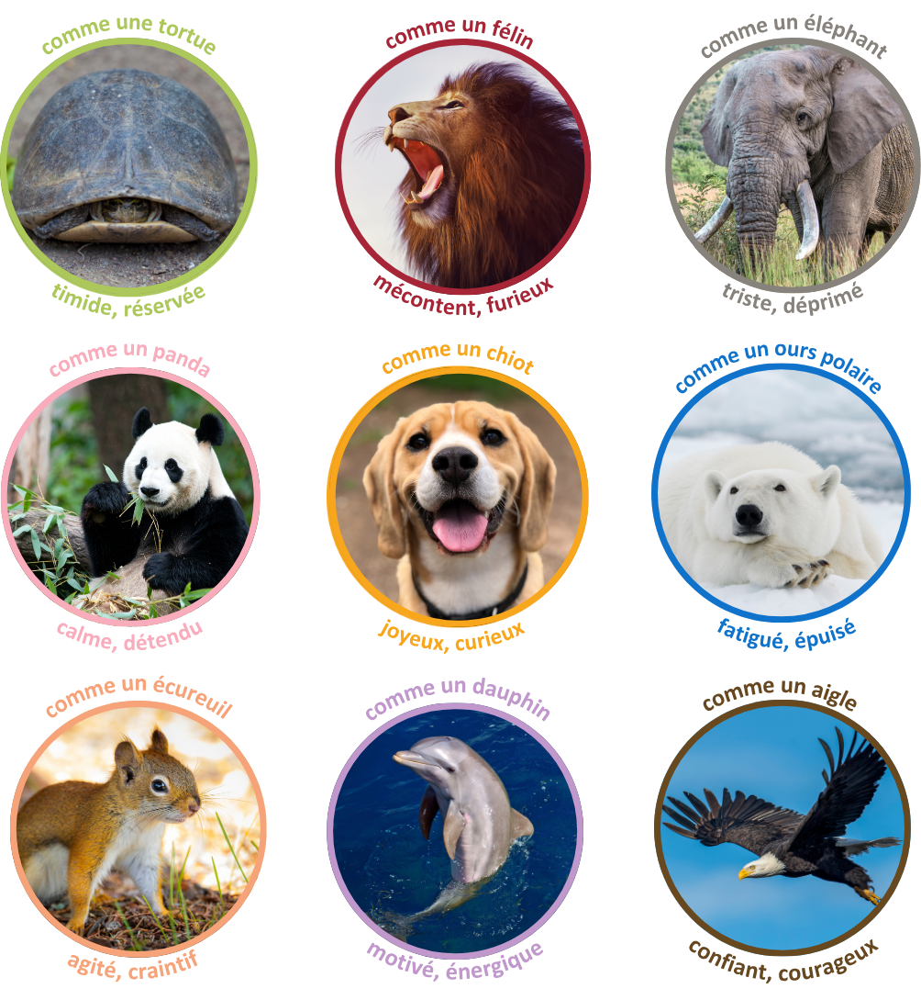 comme une tortue
timide, réservée
comme un félin
mécontent, furieux
comme un éléphant
triste, déprimé
comme un panda
calme, détendu
comme un chiot
joyeux, curieux
comme un ours polaire
fatigué, épuisé
comme un écureuil
agité, craintif
comme un dauphin
motivé, énergique
comme un aigle
confiant, courageux